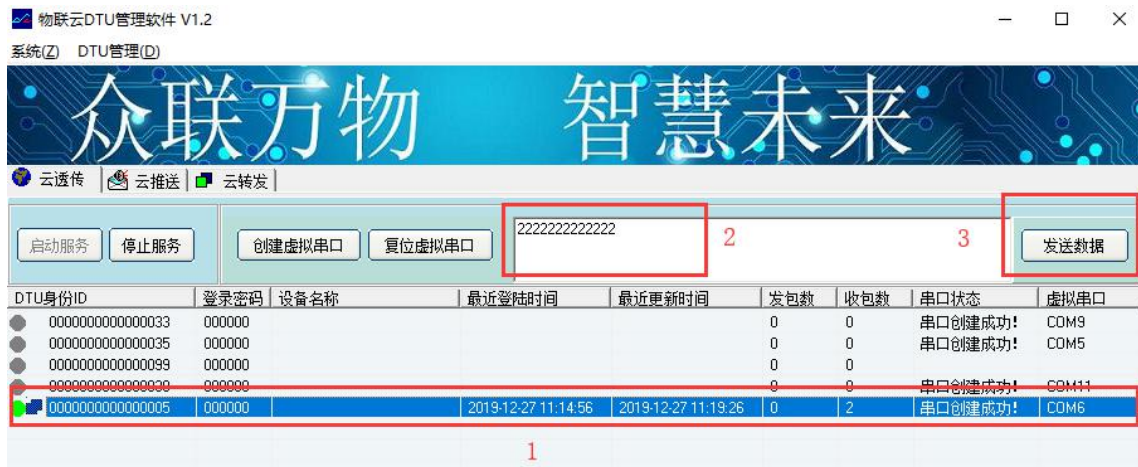 物联云DTU管理软件 V1.2
系统(Z) DTU管理(D)
众联万物 智慧未来
云透传 云推送 云转发
启动服务 停止服务 创建虚拟串口 复位虚拟串口 2222222222222 2 3 发送数据
DTU身份ID 登录密码 设备名称 最近登陆时间 最近更新时间 发包数 收包数 串口状态 虚拟串口
0000000000000033 000000 0 0 串口创建成功! COM9
0000000000000035 000000 0 0 串口创建成功! COM5
0000000000000099 000000 0 0
000000 0 0 串口创建成功! COM11
0000000000000005 000000 2019-12-27 11:14:56 2019-12-27 11:19:26 0 2 串口创建成功! COM6
1